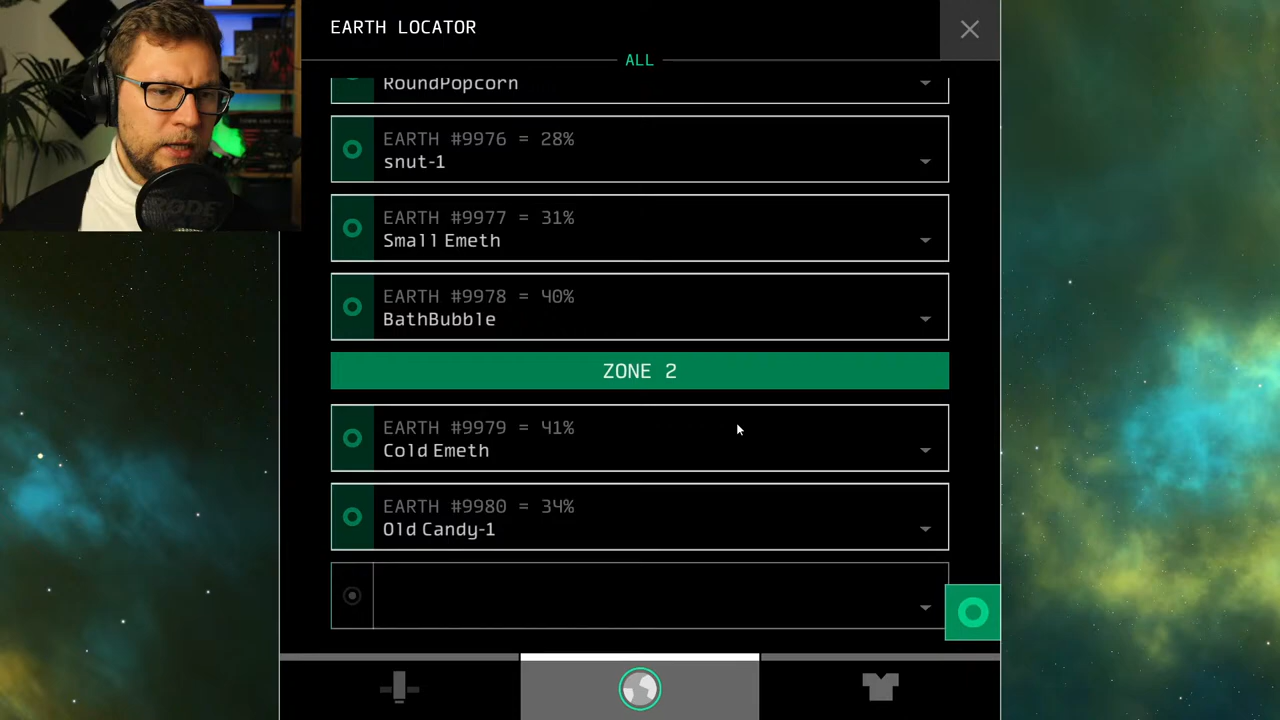 EARTH LOCATOR
ALL
RoundPopcorn
EARTH #9976 = 28%
snut-1
EARTH #9977 = 31%
Small Emeth
EARTH #9978 = 40%
BathBubble
ZONE 2
EARTH #9979 = 41%
Cold Emeth
EARTH #9980 = 34%
Old Candy-1
RODE